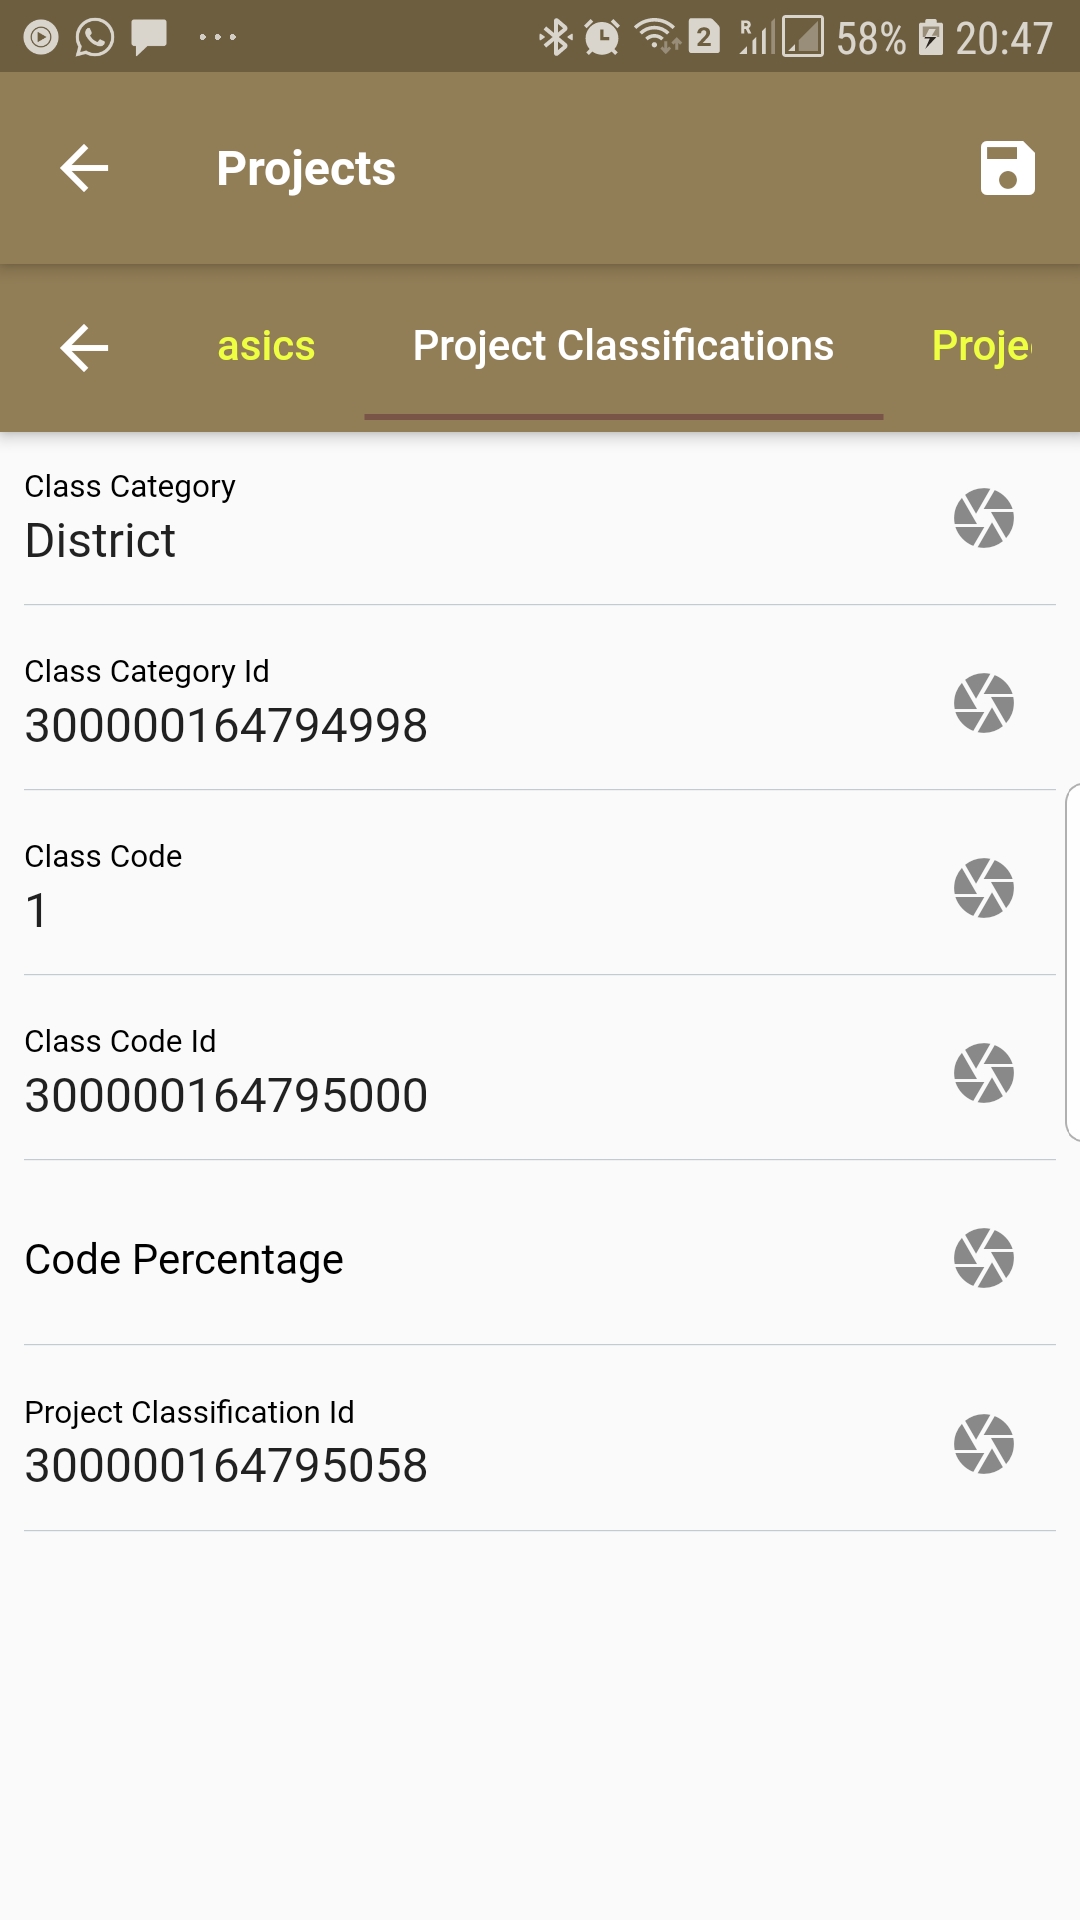 R 2 58% 20:47
Projects
asics Project Classifications Proje
Class Category
District
Class Category Id
300000164794998
Class Code
1
Class Code Id
300000164795000
Code Percentage
Project Classification Id
300000164795058